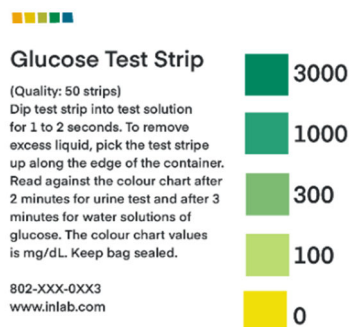 Glucose Test Strip
(Quality: 50 strips)
Dip test strip into test solution
for 1 to 2 seconds. To remove
excess liquid, pick the test stripe
up along the edge of the container.
Read against the colour chart after
2 minutes for urine test and after 3
minutes for water solutions of
glucose. The colour chart values
is mg/dL. Keep bag sealed.
802-XXX-0XX3
www.inlab.com
3000
1000
300
100
0